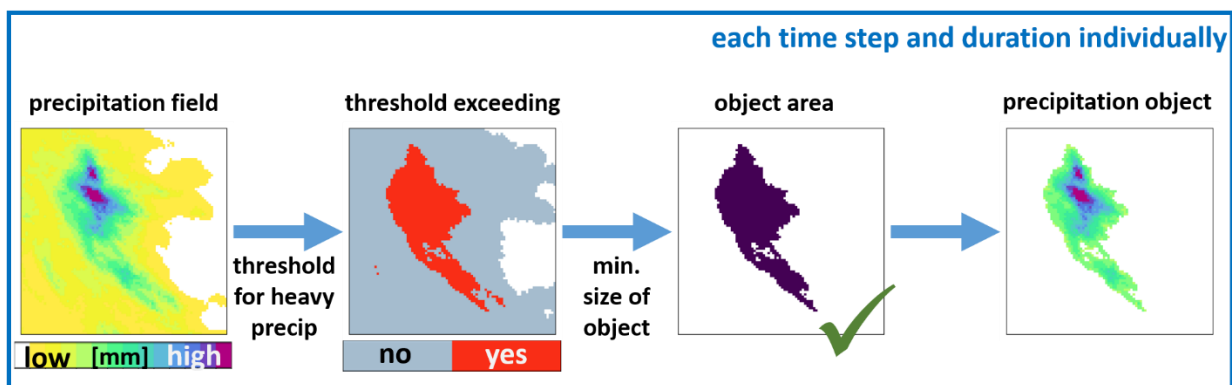 each time step and duration individually
precipitation field
threshold exceeding
object area
precipitation object
threshold
for heavy
precip
min.
size of
object
low [mm] high
no yes